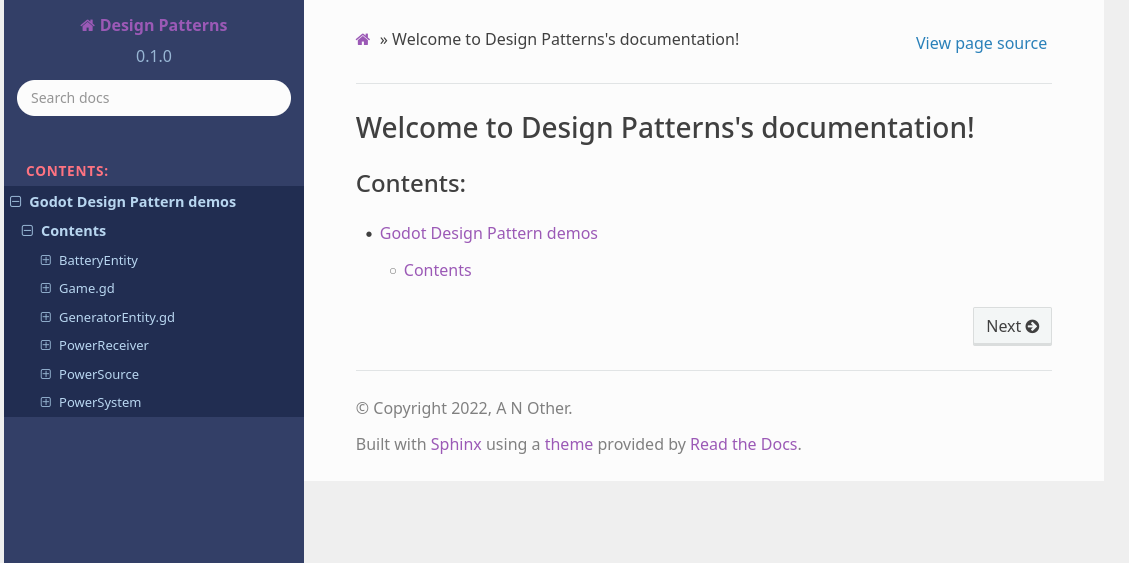 Design Patterns
0.1.0
Search docs
CONTENTS:
Godot Design Pattern demos
Contents
BatteryEntity
Game.gd
GeneratorEntity.gd
PowerReceiver
PowerSource
PowerSystem
» Welcome to Design Patterns's documentation!
View page source
Welcome to Design Patterns's documentation!
Contents:
Godot Design Pattern demos
Contents
Next
© Copyright 2022, A N Other.
Built with Sphinx using a theme provided by Read the Docs.